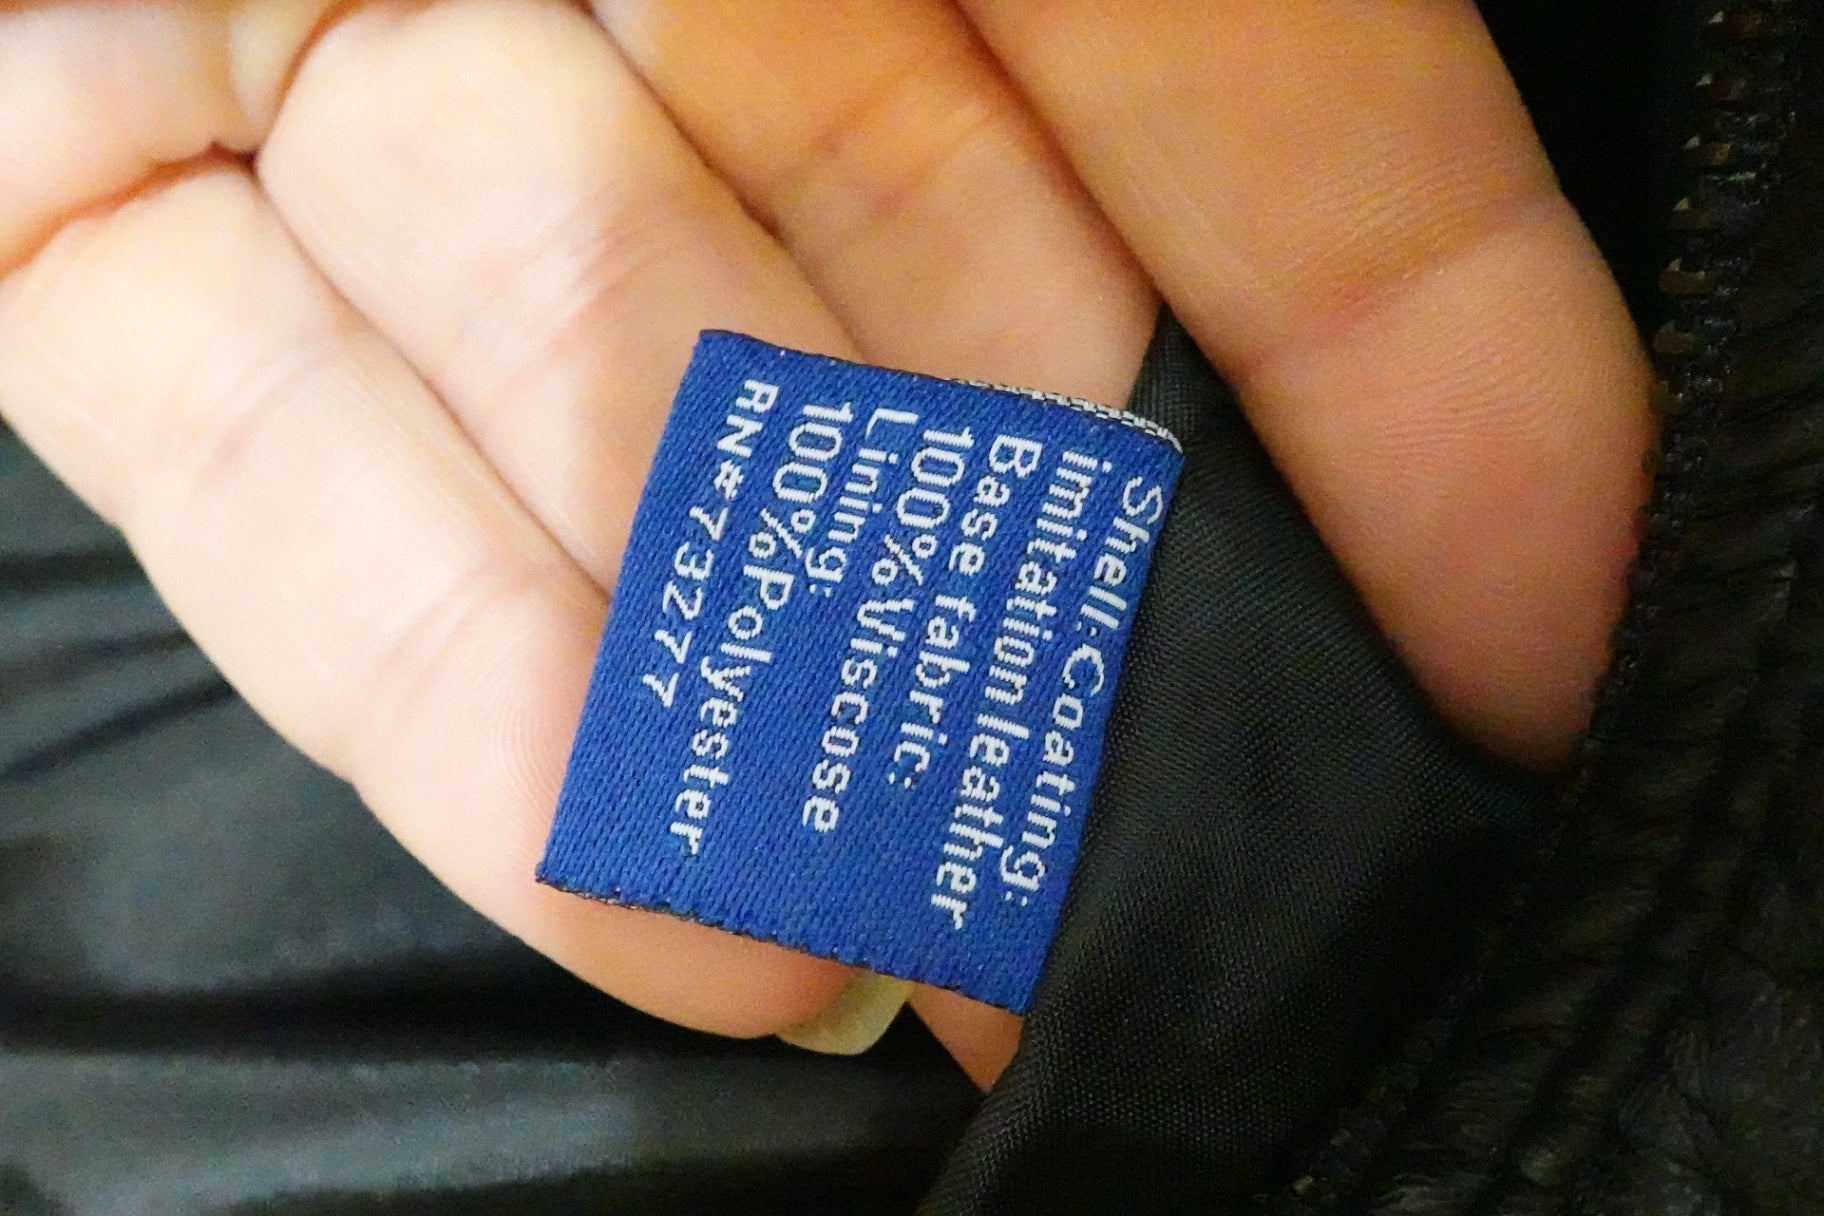 Shell:Coating:
imitation leather
Base fabric:
100%Viscose
Lining:
100%Polyester
RN#73277